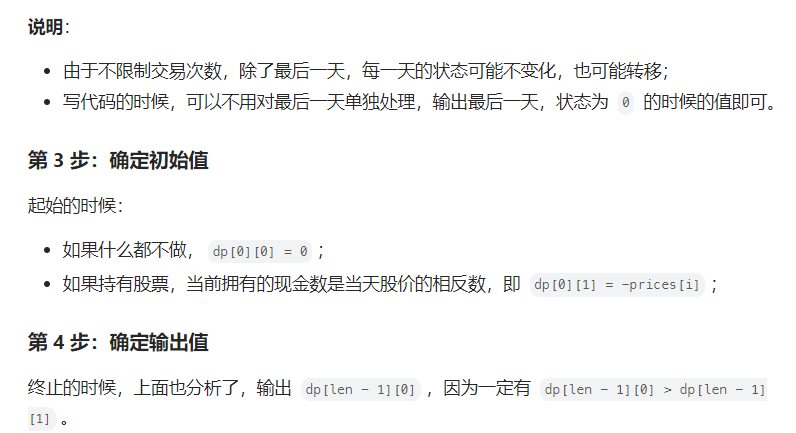 说明：
• 由于不限制交易次数，除了最后一天，每一天的状态可能不变化，也可能转移；
• 写代码的时候，可以不用对最后一天单独处理，输出最后一天，状态为 0 的时候的值即可。
第 3 步：确定初始值
起始的时候：
• 如果什么都不做， dp[0][0] = 0 ；
• 如果持有股票，当前拥有的现金数是当天股价的相反数，即 dp[0][1] = -prices[i] ；
第 4 步：确定输出值
终止的时候，上面也分析了，输出 dp[len - 1][0] ，因为一定有 dp[len - 1][0] > dp[len - 1]
[1] 。